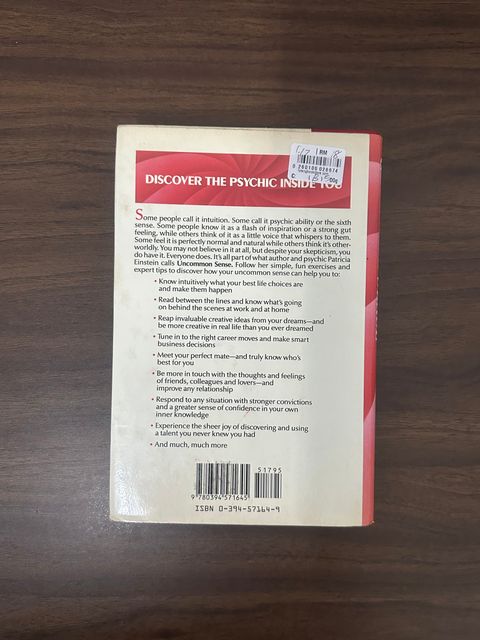 RM
9 260106 028874
DISCOVER THE PSYCHIC INSIDE YOU
Some people call it intuition. Some call it psychic ability or the sixth
sense. Some people know it as a flash of inspiration or a strong gut
feeling, while others think of it as a little voice that whispers to them.
Some feel it is perfectly normal and natural while others think it's other-
worldly. You may not believe in it at all, but despite your skepticism, you
do have it. Everyone does. It's all part of what author and psychic Patricia
Einstein calls Uncommon Sense. Follow her simple, fun exercises and
expert tips to discover how your uncommon sense can help you to:
• Know intuitively what your best life choices are
and make them happen
• Read between the lines and know what's going
on behind the scenes at work and at home
• Reap invaluable creative ideas from your dreams—and
be more creative in real life than you ever dreamed
• Tune in to the right career moves and make smart
business decisions
• Meet your perfect mate—and truly know who's
best for you
• Be more in touch with the thoughts and feelings
of friends, colleagues and lovers—and
improve any relationship
• Respond to any situation with stronger convictions
and a greater sense of confidence in your own
inner knowledge
• Experience the sheer joy of discovering and using
a talent you never knew you had
• And much, much more
51795
9 780394 571645
ISBN 0-394-57164-9